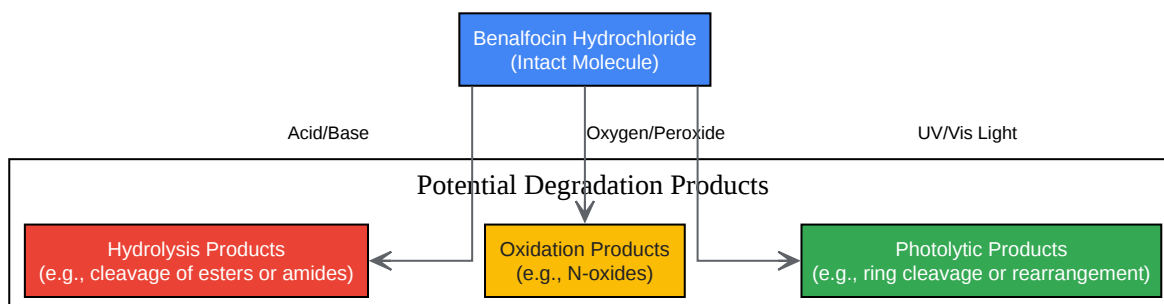 Benalfocin Hydrochloride
(Intact Molecule)
Acid/Base
Oxygen/Peroxide
UV/Vis Light
Potential Degradation Products
Hydrolysis Products
(e.g., cleavage of esters or amides)
Oxidation Products
(e.g., N-oxides)
Photolytic Products
(e.g., ring cleavage or rearrangement)